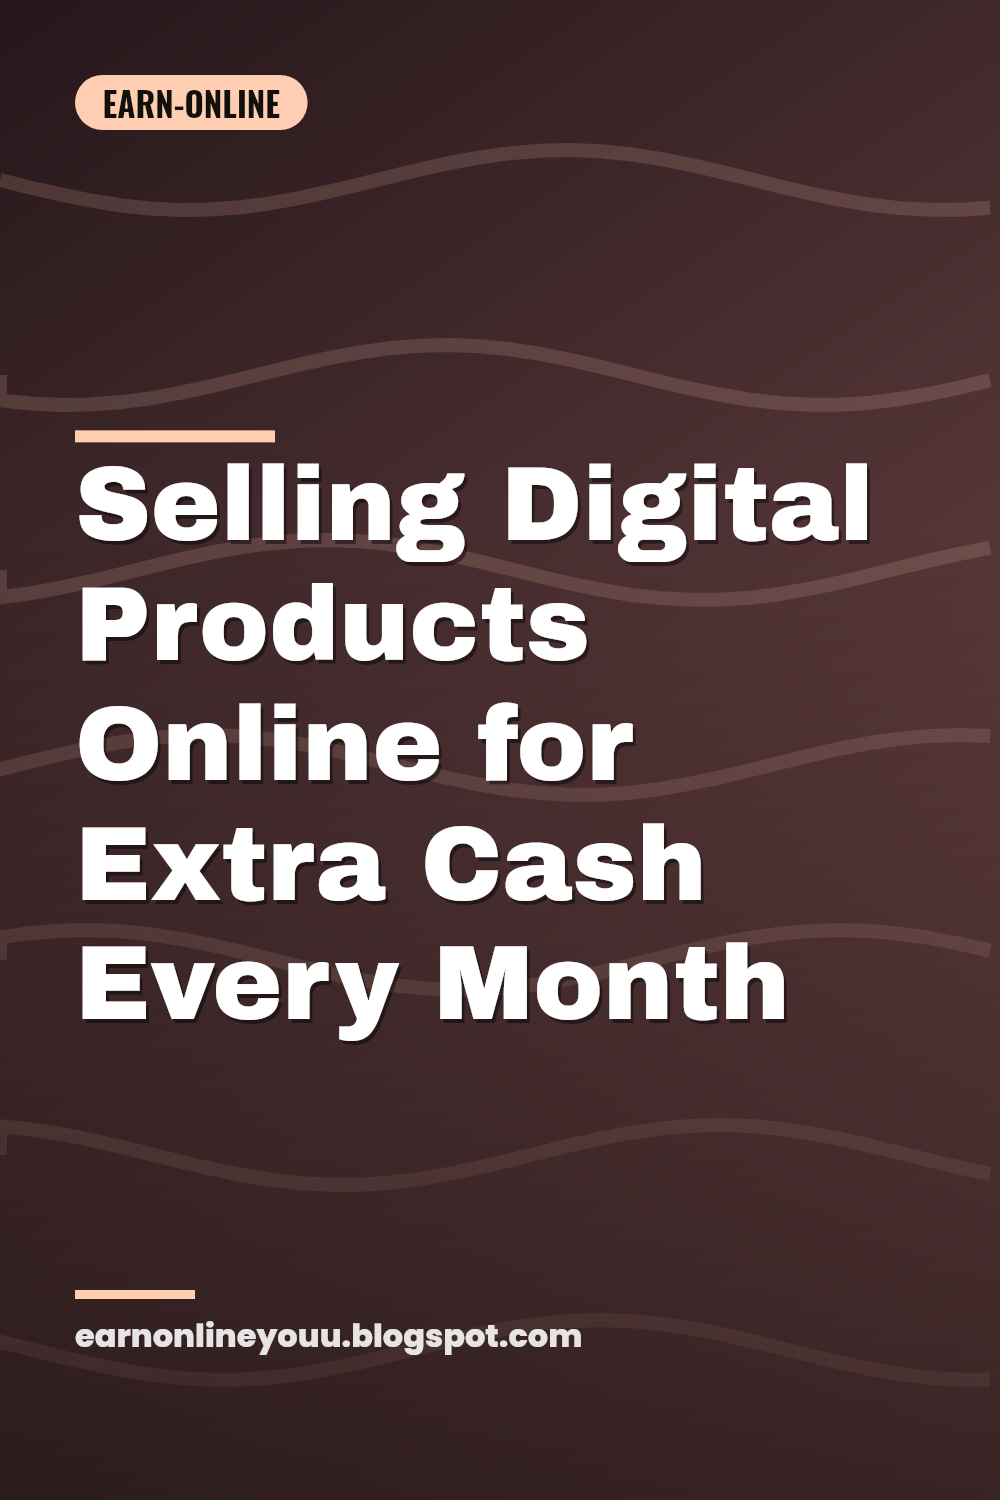 EARN-ONLINE
Selling Digital
Products
Online for
Extra Cash
Every Month
earnonlineyouu.blogspot.com